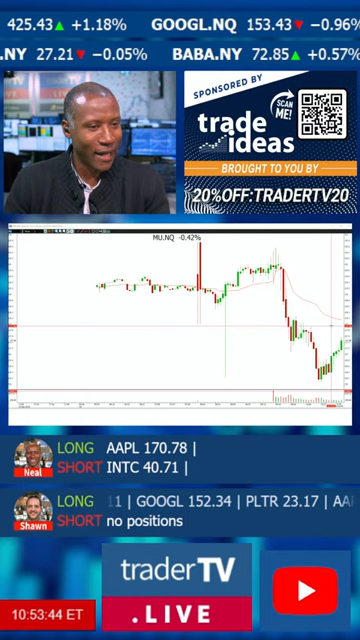 425.43▲ +1.18% GOOGL.NQ 153.43▼ −0.96%
.NY 27.21▼ −0.05% BABA.NY 72.85▲ +0.57%
SPONSORED BY
SCAN ME!
trade ideas
BROUGHT TO YOU BY
20%OFF:TRADERTV20
MU.NQ -0.42%
LONG AAPL 170.78 |
SHORT INTC 40.71 |
Neal
LONG 11 | GOOGL 152.34 | PLTR 23.17 | AA
SHORT no positions
Shawn
traderTV
.LIVE
10:53:44 ET